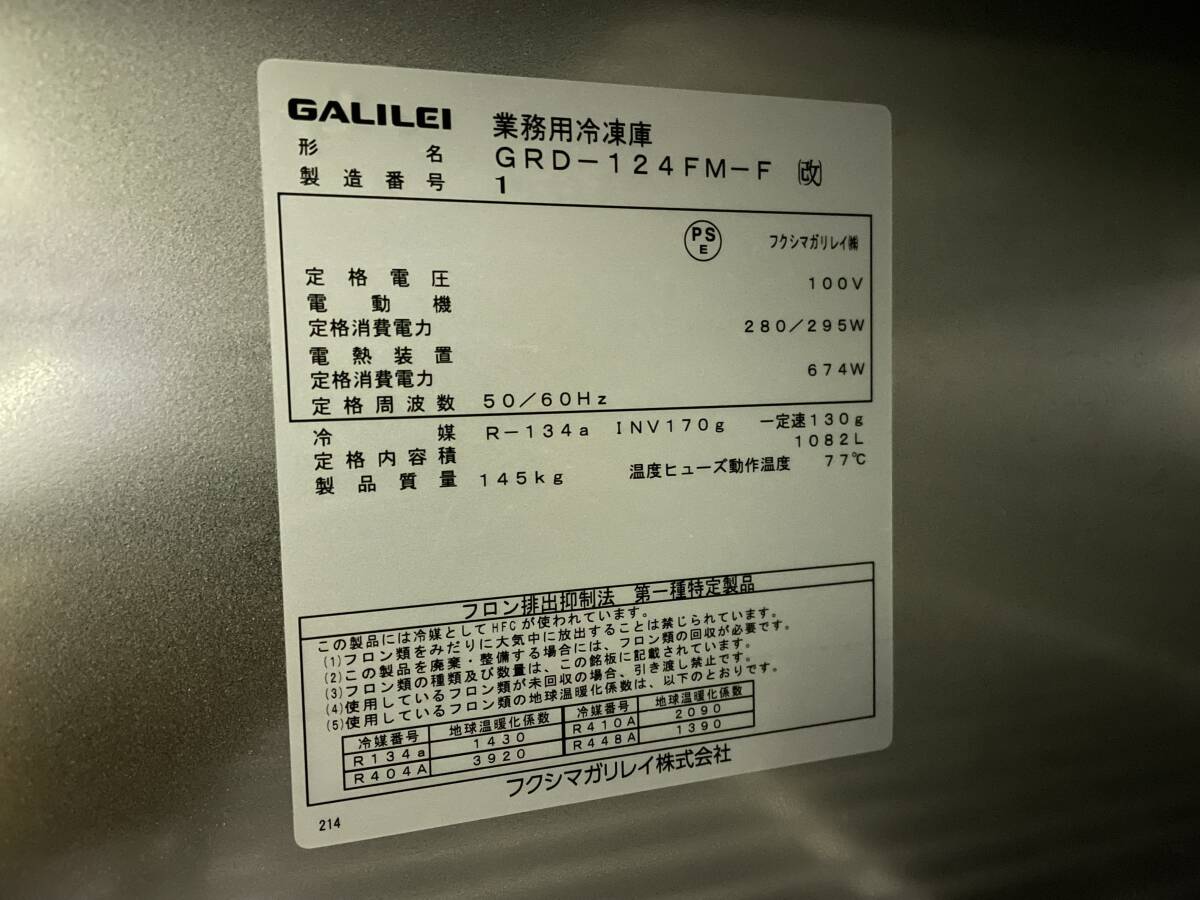 GALILEI 業務用冷凍庫
形名 GRD-124FM-F ㊢改
製造番号 1
PS E フクシマガリレイ㈱
定格電圧 100V
電動機
定格消費電力 280/295W
電熱装置
定格消費電力 674W
定格周波数 50/60Hz
冷媒 R-134a INV170g 一定速130g
定格内容積 1082L
製品質量 145kg 温度ヒューズ動作温度 77℃
フロン排出抑制法 第一種特定製品
この製品には冷媒としてHFCが使われています。
(1)フロン類をみだりに大気中に放出することは禁じられています。
(2)この製品を廃棄・整備する場合には、フロン類の回収が必要です。
(3)フロン類の種類及び数量は、この銘板に記載されています。
(4)使用しているフロン類が未回収の場合、引き渡し禁止です。
(5)使用しているフロン類の地球温暖化係数は、以下のとおりです。
冷媒番号 地球温暖化係数 冷媒番号 地球温暖化係数
R134a 1430 R410A 2090
R404A 3920 R448A 1390
フクシマガリレイ株式会社
214